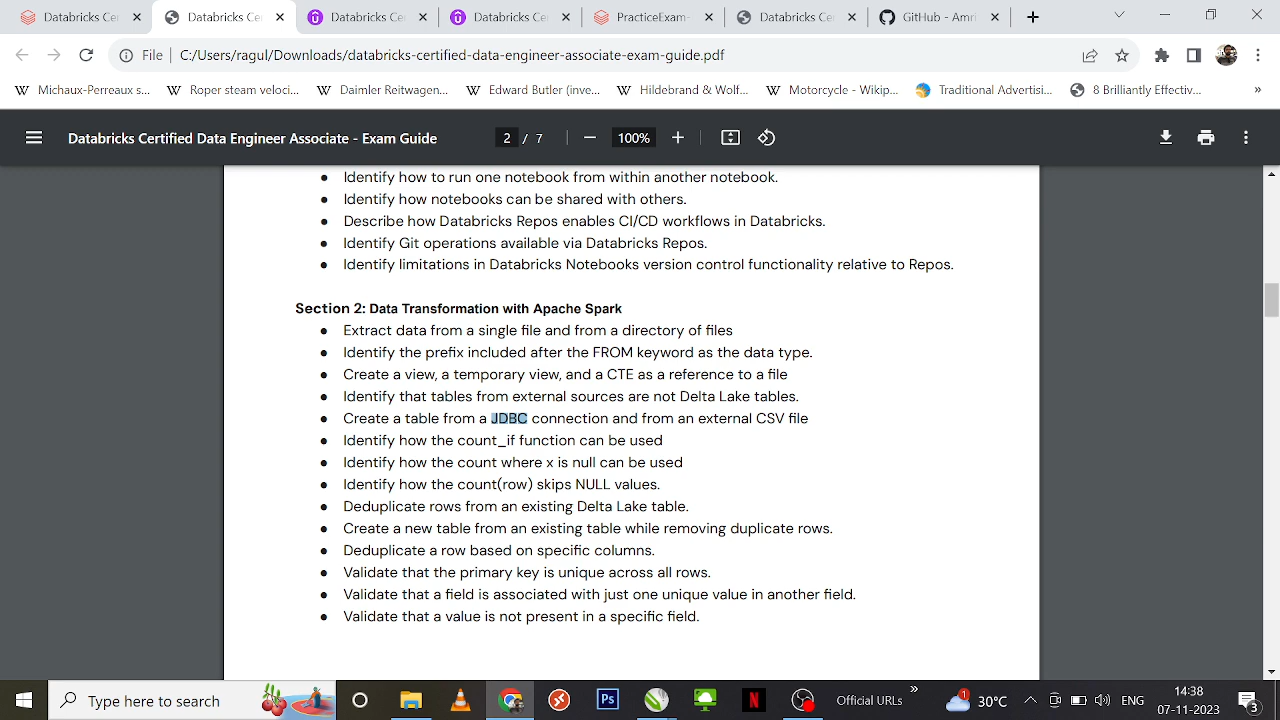 Databricks Cer
Databricks Cer
Databricks Cer
Databricks Cer
PracticeExam-
Databricks Cer
GitHub - Amri
File
C:/Users/ragul/Downloads/databricks-certified-data-engineer-associate-exam-guide.pdf
Michaux-Perreaux s...
Roper steam veloci...
Daimler Reitwagen...
Edward Butler (inve...
Hildebrand & Wolf...
Motorcycle - Wikip...
Traditional Advertisi...
8 Brilliantly Effectiv...
»
Databricks Certified Data Engineer Associate - Exam Guide
2 / 7
100%
• Identify how to run one notebook from within another notebook.
• Identify how notebooks can be shared with others.
• Describe how Databricks Repos enables CI/CD workflows in Databricks.
• Identify Git operations available via Databricks Repos.
• Identify limitations in Databricks Notebooks version control functionality relative to Repos.
Section 2: Data Transformation with Apache Spark
• Extract data from a single file and from a directory of files
• Identify the prefix included after the FROM keyword as the data type.
• Create a view, a temporary view, and a CTE as a reference to a file
• Identify that tables from external sources are not Delta Lake tables.
• Create a table from a JDBC connection and from an external CSV file
• Identify how the count_if function can be used
• Identify how the count where x is null can be used
• Identify how the count(row) skips NULL values.
• Deduplicate rows from an existing Delta Lake table.
• Create a new table from an existing table while removing duplicate rows.
• Deduplicate a row based on specific columns.
• Validate that the primary key is unique across all rows.
• Validate that a field is associated with just one unique value in another field.
• Validate that a value is not present in a specific field.
Type here to search
Ps
N
Official URLs
»
1
30°C
ENG
14:38
07-11-2023
3